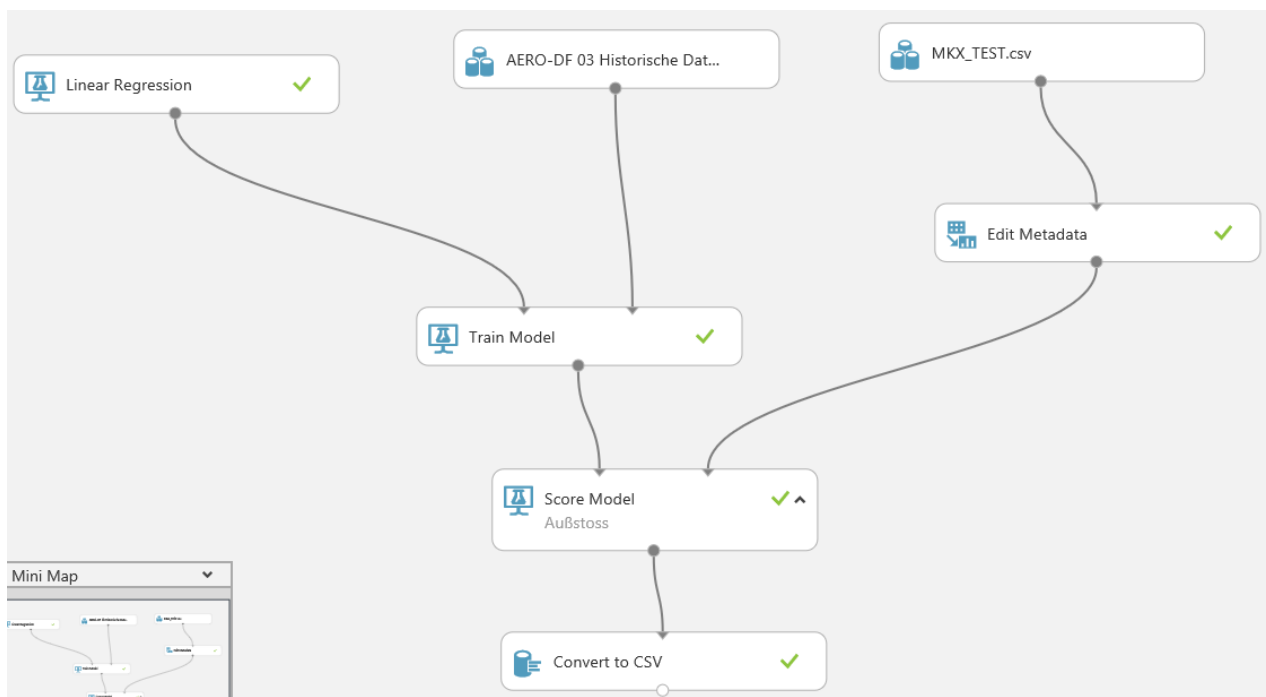 Linear Regression
AERO-DF 03 Historische Dat...
MKX_TEST.csv
Edit Metadata
Train Model
Score Model
Außstoss
Mini Map
Convert to CSV